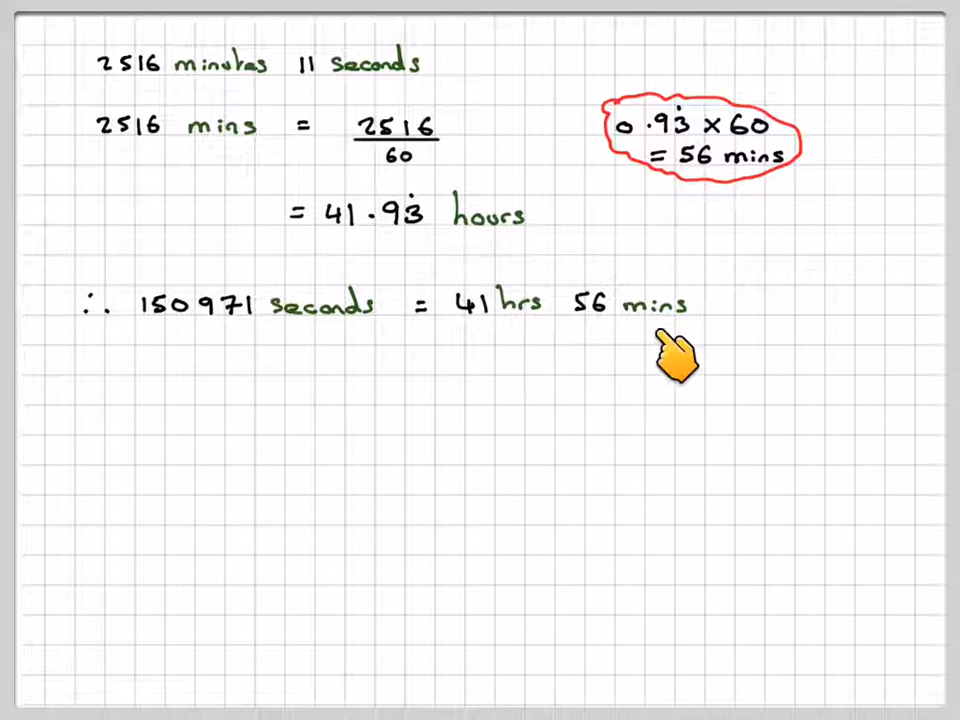 2516 minutes 11 seconds
2516 mins = 2516
60
0.93̇ × 60
= 56 mins
= 41.93̇ hours
∴ 150971 seconds = 41 hrs 56 mins